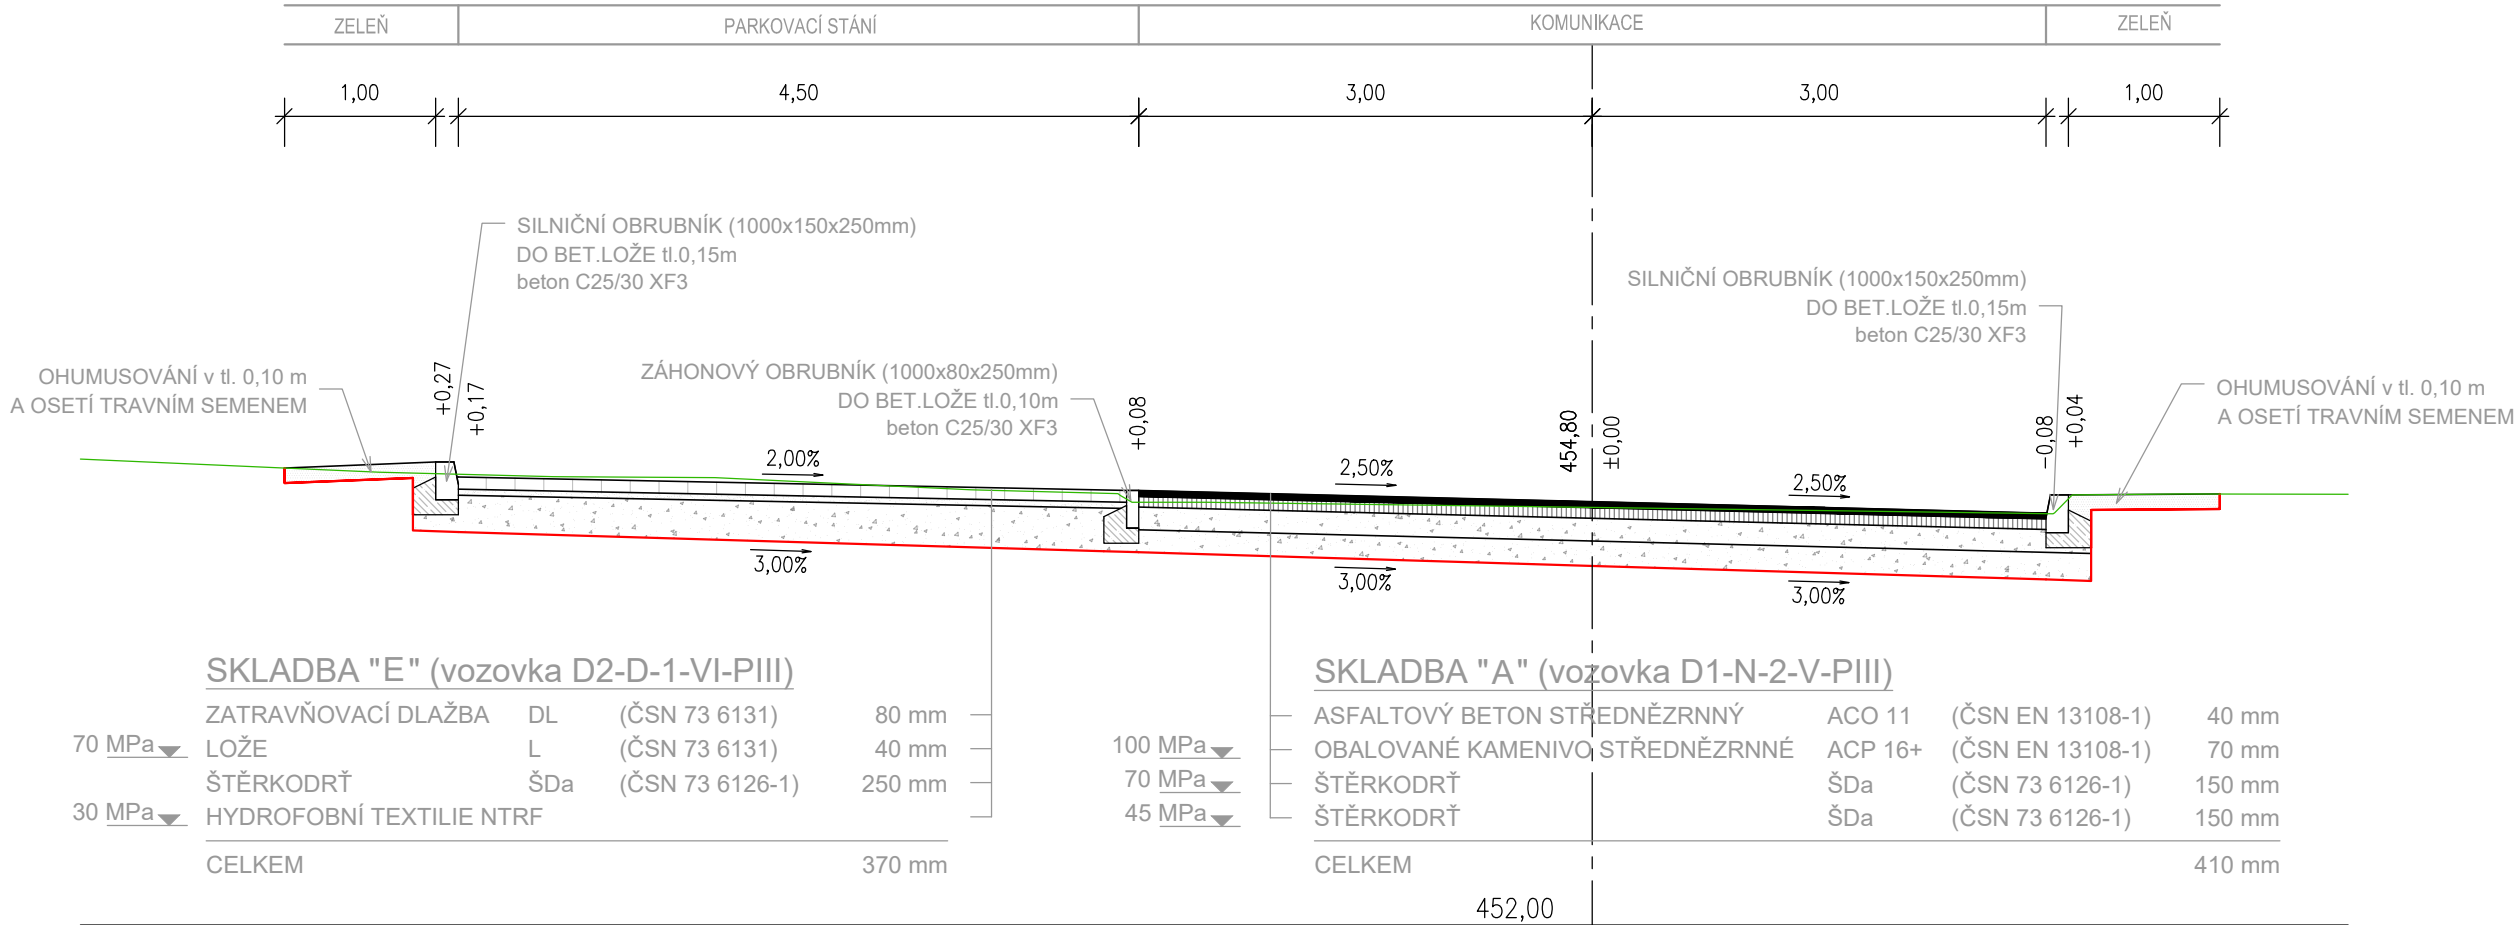 ZELEŇ PARKOVACÍ STÁNÍ KOMUNIKACE ZELEŇ
1,00 4,50 3,00 3,00 1,00
SILNIČNÍ OBRUBNÍK (1000x150x250mm)
DO BET.LOŽE tl.0,15m
beton C25/30 XF3
SILNIČNÍ OBRUBNÍK (1000x150x250mm)
DO BET.LOŽE tl.0,15m
beton C25/30 XF3
OHUMUSOVÁNÍ v tl. 0,10 m
A OSETÍ TRAVNÍM SEMENEM
+0,27
+0,17
ZÁHONOVÝ OBRUBNÍK (1000x80x250mm)
DO BET.LOŽE tl.0,10m
beton C25/30 XF3
+0,08
454,80
±0,00
-0,08
+0,04
OHUMUSOVÁNÍ v tl. 0,10 m
A OSETÍ TRAVNÍM SEMENEM
2,00% 2,50% 2,50%
3,00% 3,00% 3,00%
SKLADBA "E" (vozovka D2-D-1-VI-PIII)
ZATRAVŇOVACÍ DLAŽBA DL (ČSN 73 6131) 80 mm
70 MPa LOŽE L (ČSN 73 6131) 40 mm
ŠTĚRKODRŤ ŠDa (ČSN 73 6126-1) 250 mm
30 MPa HYDROFOBNÍ TEXTILIE NTRF
CELKEM 370 mm
SKLADBA "A" (vozovka D1-N-2-V-PIII)
ASFALTOVÝ BETON STŘEDNĚZRNNÝ ACO 11 (ČSN EN 13108-1) 40 mm
100 MPa OBALOVANÉ KAMENIVO STŘEDNĚZRNNÉ ACP 16+ (ČSN EN 13108-1) 70 mm
70 MPa ŠTĚRKODRŤ ŠDa (ČSN 73 6126-1) 150 mm
45 MPa ŠTĚRKODRŤ ŠDa (ČSN 73 6126-1) 150 mm
CELKEM 410 mm
452,00